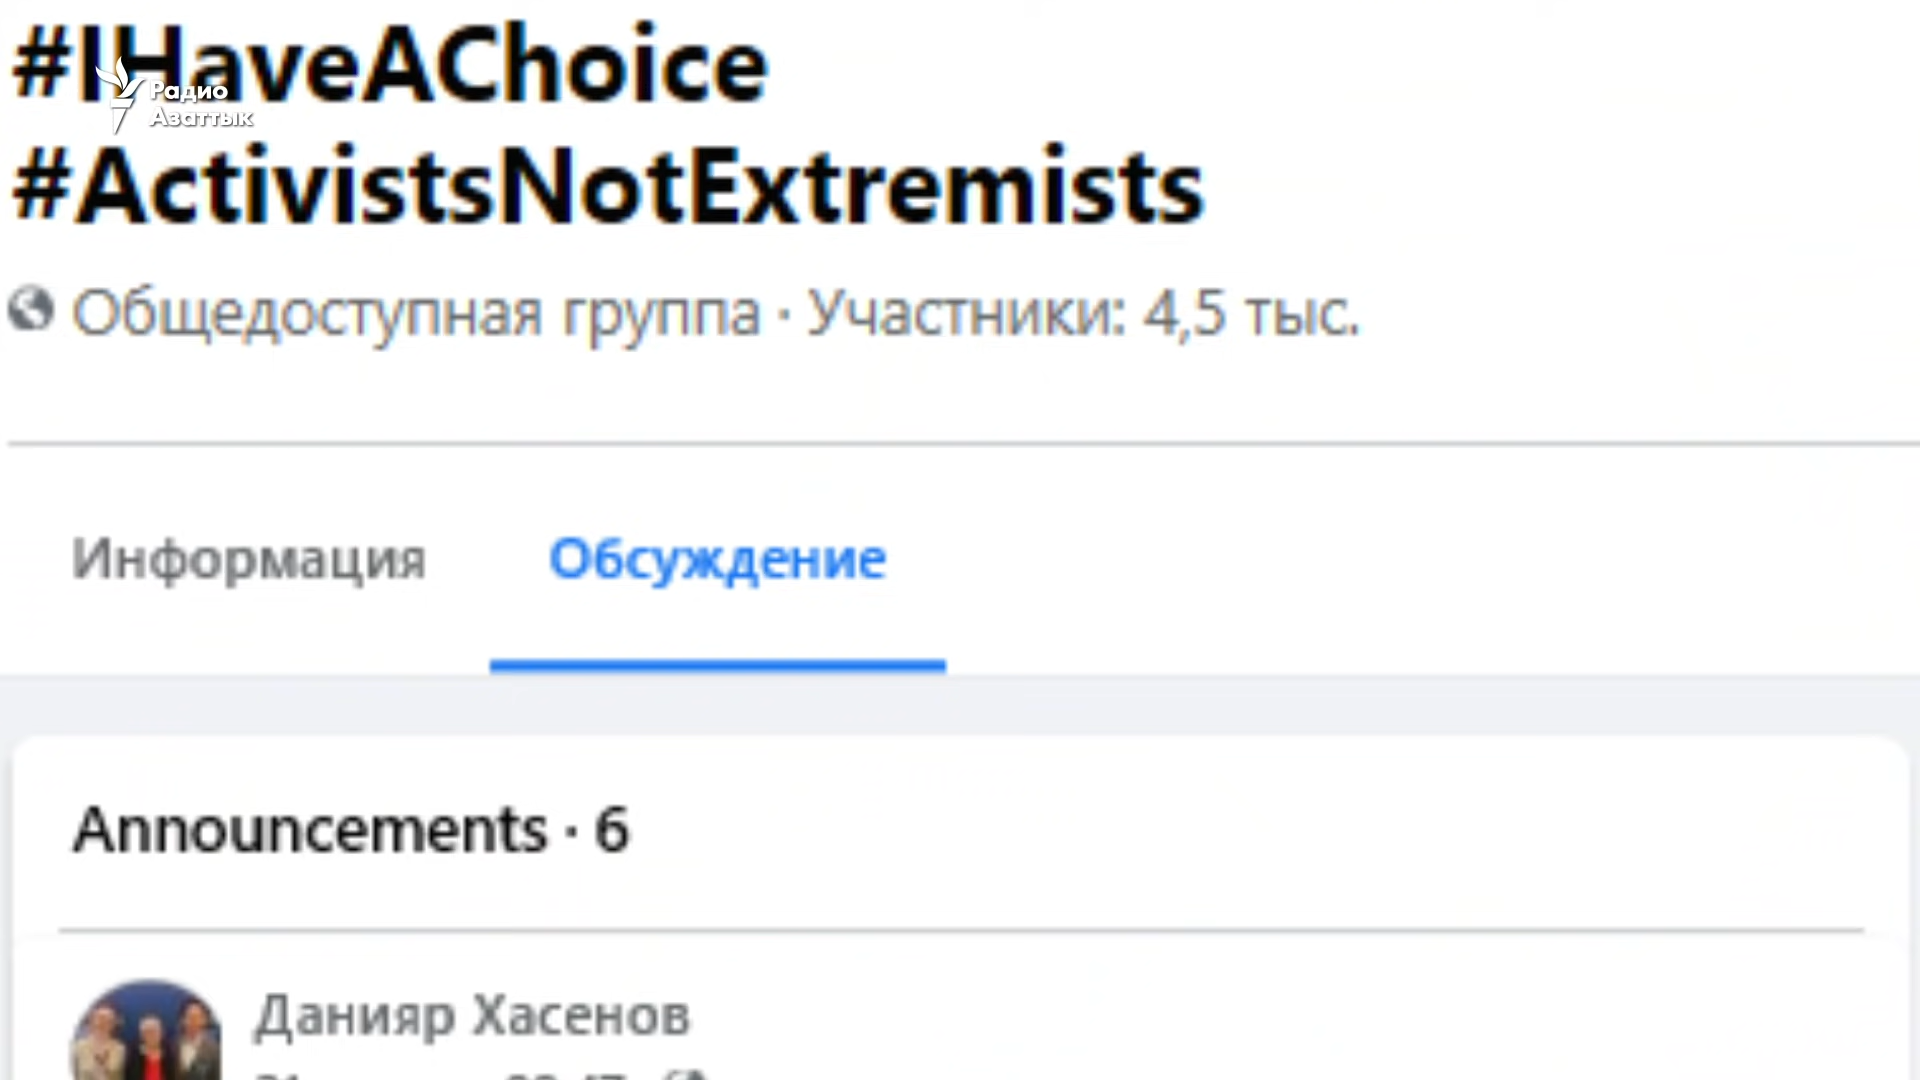 #IHaveAChoice
Радио
Азаттык
#ActivistsNotExtremists
Общедоступная группа · Участники: 4,5 тыс.
Информация
Обсуждение
Announcements · 6
Данияр Хасенов